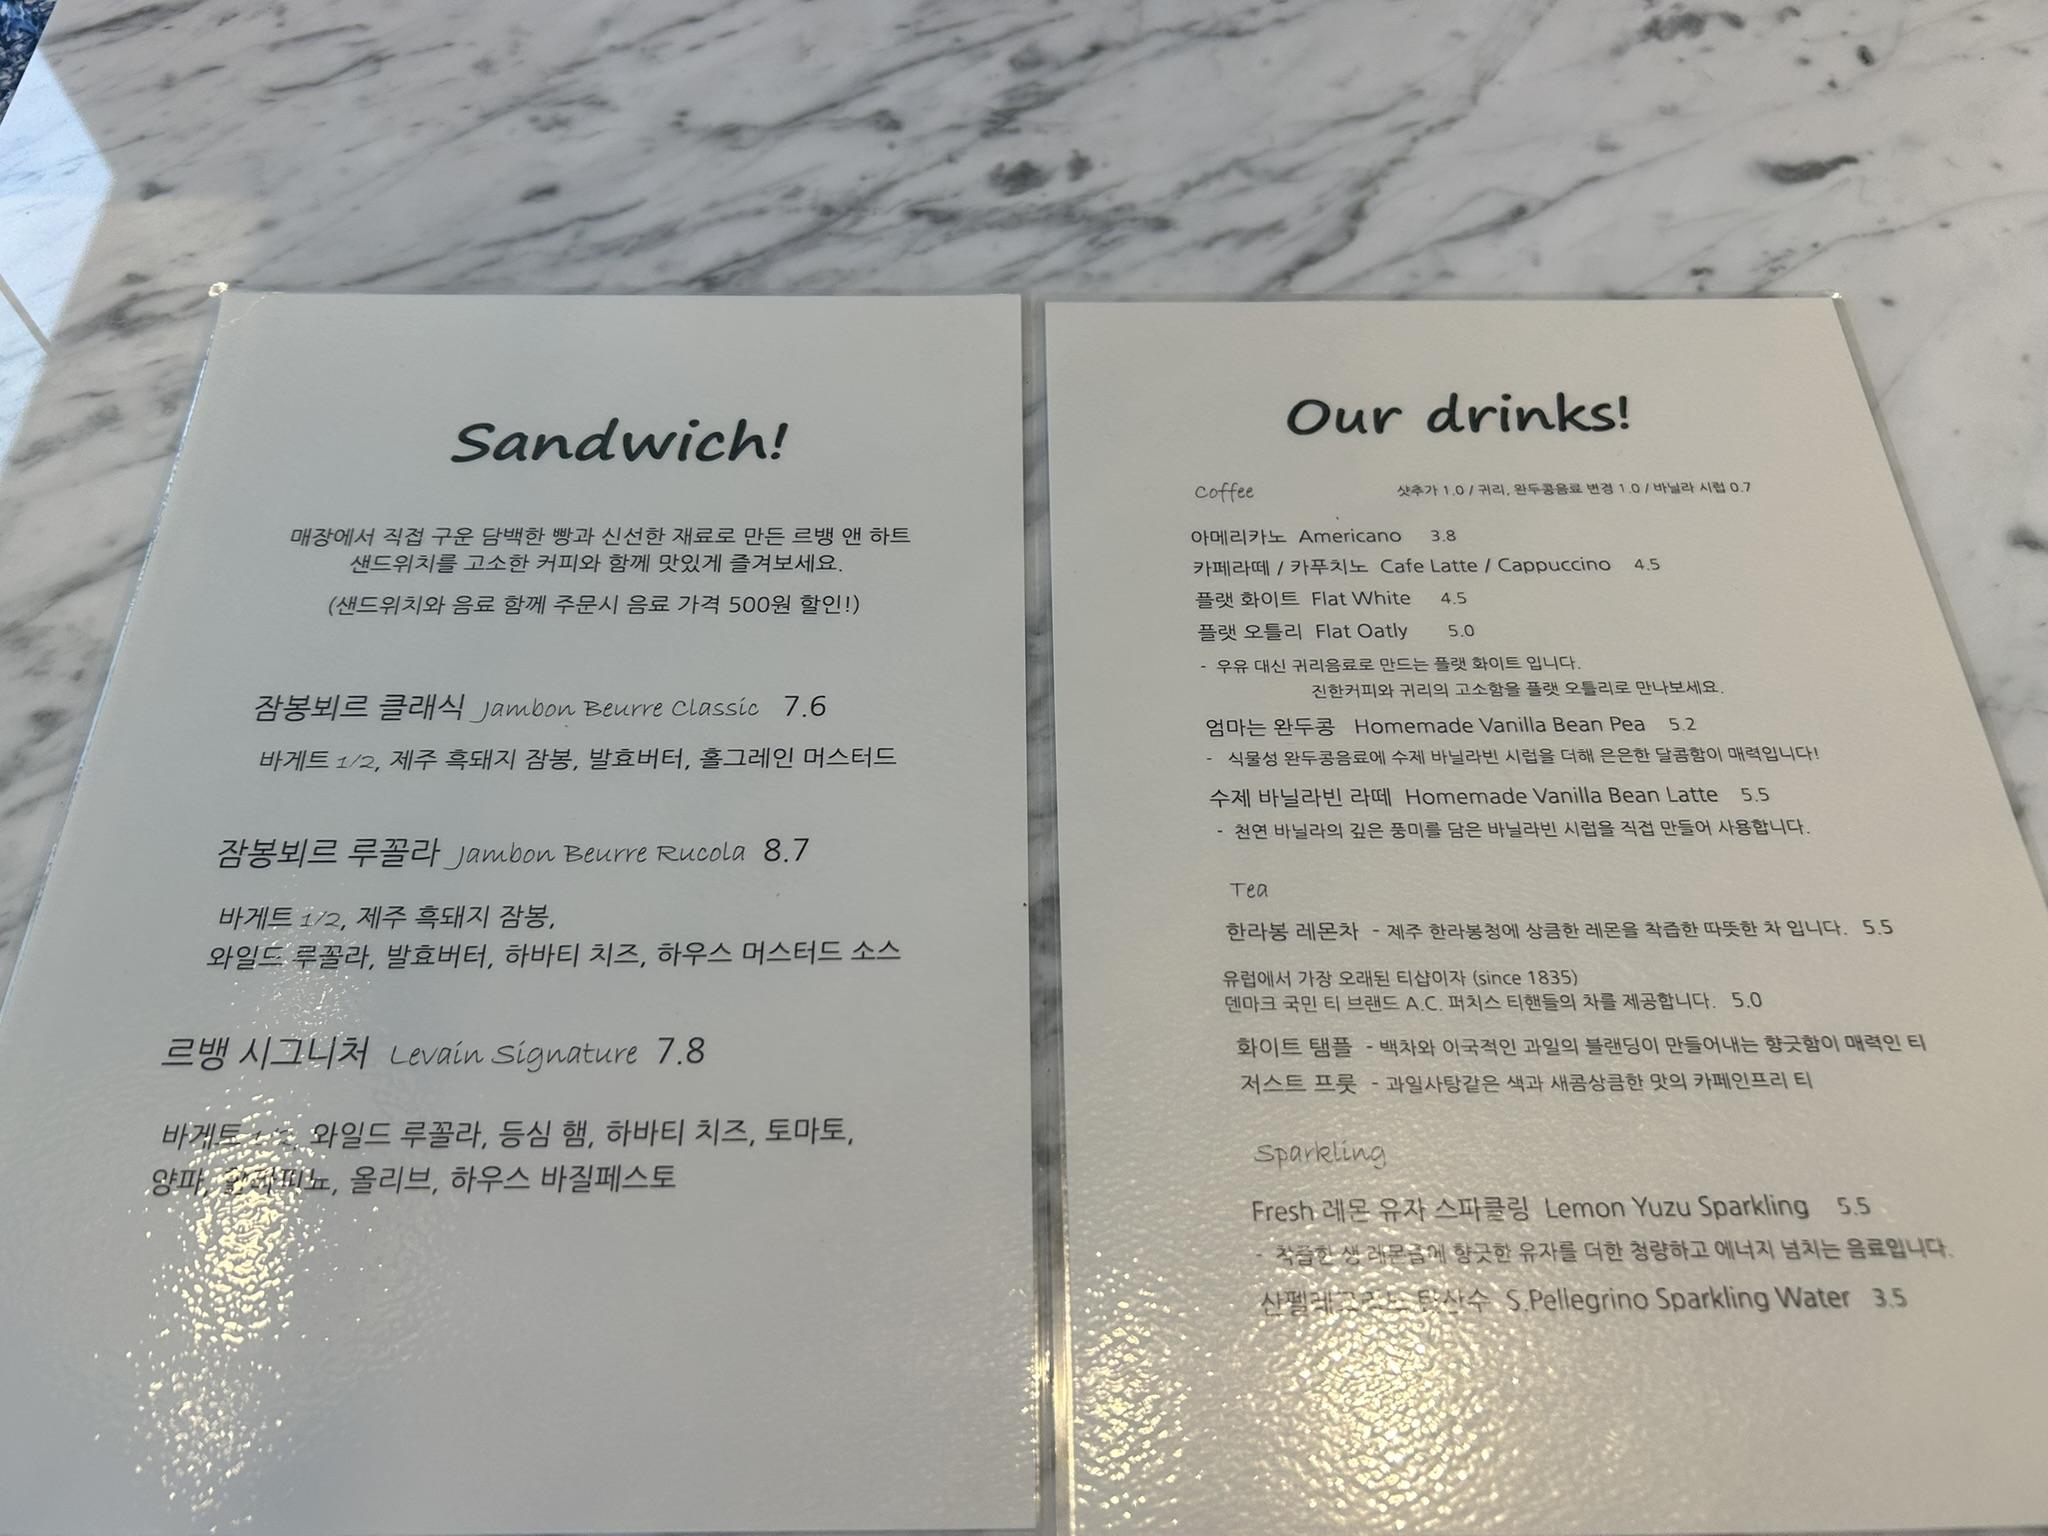 Sandwich!
매장에서 직접 구운 담백한 빵과 신선한 재료로 만든 르뱅 앤 하트
샌드위치를 고소한 커피와 함께 맛있게 즐겨보세요.
(샌드위치와 음료 함께 주문시 음료 가격 500원 할인!)
잠봉뵈르 클래식 Jambon Beurre Classic 7.6
바게트 1/2, 제주 흑돼지 잠봉, 발효버터, 홀그레인 머스터드
잠봉뵈르 루꼴라 Jambon Beurre Rucola 8.7
바게트 1/2, 제주 흑돼지 잠봉,
와일드 루꼴라, 발효버터, 하바티 치즈, 하우스 머스터드 소스
르뱅 시그니처 Levain Signature 7.8
바게트 1/2, 와일드 루꼴라, 등심 햄, 하바티 치즈, 토마토,
양파, 할라피뇨, 올리브, 하우스 바질페스토
Our drinks!
Coffee 샷추가 1.0 / 귀리, 완두콩음료 변경 1.0 / 바닐라 시럽 0.7
아메리카노 Americano 3.8
카페라떼 / 카푸치노 Cafe Latte / Cappuccino 4.5
플랫 화이트 Flat White 4.5
플랫 오틀리 Flat Oatly 5.0
- 우유 대신 귀리음료로 만드는 플랫 화이트 입니다.
진한커피와 귀리의 고소함을 플랫 오틀리로 만나보세요.
엄마는 완두콩 Homemade Vanilla Bean Pea 5.2
- 식물성 완두콩음료에 수제 바닐라빈 시럽을 더해 은은한 달콤함이 매력입니다!
수제 바닐라빈 라떼 Homemade Vanilla Bean Latte 5.5
- 천연 바닐라의 깊은 풍미를 담은 바닐라빈 시럽을 직접 만들어 사용합니다.
Tea
한라봉 레몬차 - 제주 한라봉청에 상큼한 레몬을 착즙한 따뜻한 차 입니다. 5.5
유럽에서 가장 오래된 티샵이자 (since 1835)
덴마크 국민 티 브랜드 A.C. 퍼치스 티핸들의 차를 제공합니다. 5.0
화이트 탬플 - 백차와 이국적인 과일의 블랜딩이 만들어내는 향긋함이 매력인 티
저스트 프룻 - 과일사탕같은 색과 새콤상큼한 맛의 카페인프리 티
Sparkling
Fresh 레몬 유자 스파클링 Lemon Yuzu Sparkling 5.5
- 착즙한 생 레몬즙에 향긋한 유자를 더한 청량하고 에너지 넘치는 음료입니다.
산펠레그리노 탄산수 S.Pellegrino Sparkling Water 3.5